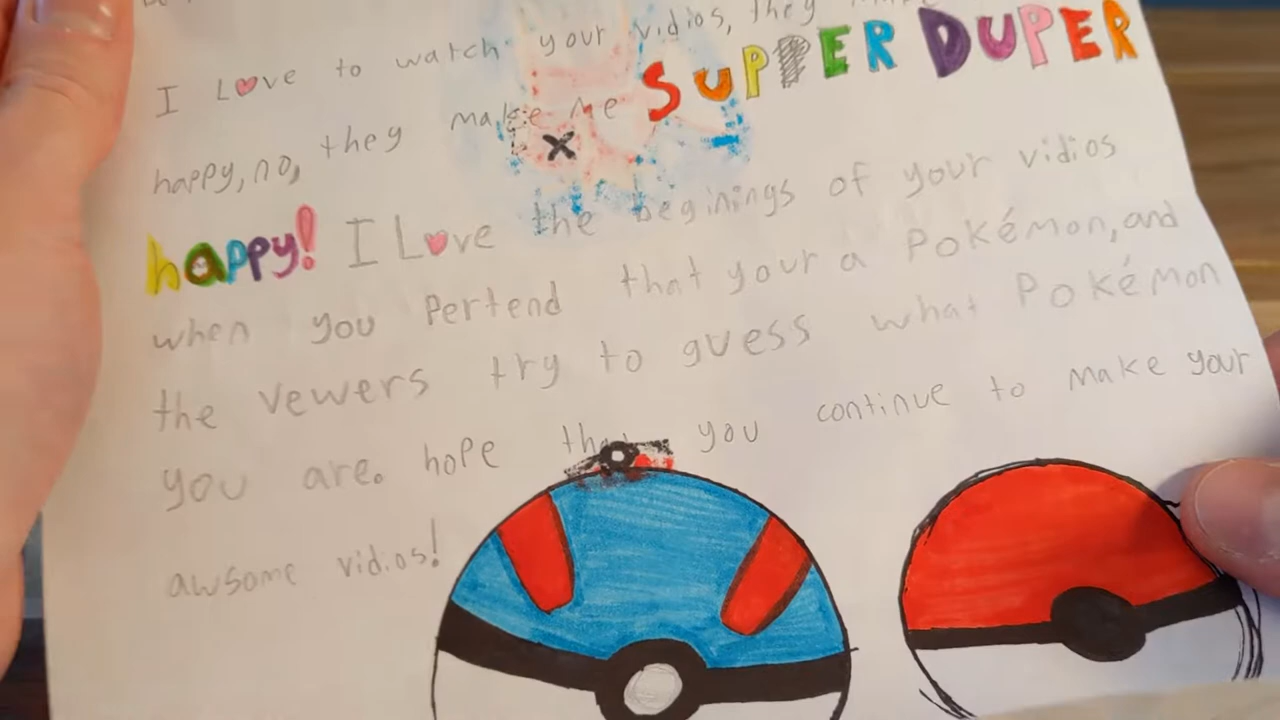 I Love to watch your vidios, they
happy, no, they make me SUPPER DUPER
happy! I Love the beginings of your vidios
when you Pertend that your a Pokémon, and
the vewers try to guess what Pokémon
you are. hope that you continue to make your
awsome vidios!